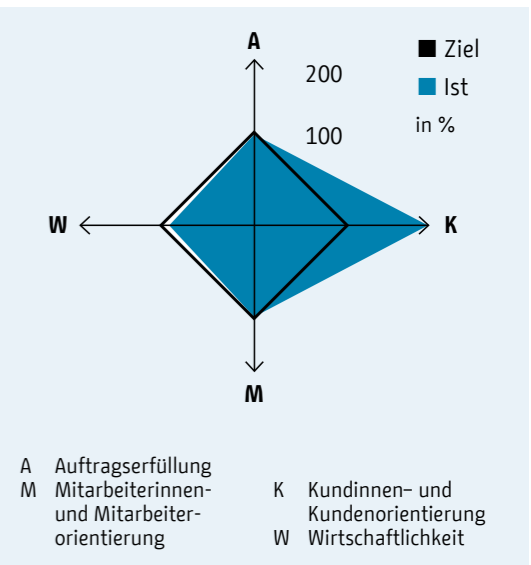 A
200
100
Ziel
Ist
in %
W
K
M
A Auftragserfüllung
M Mitarbeiterinnen-
und Mitarbeiter-
orientierung
K Kundinnen- und
Kundenorientierung
W Wirtschaftlichkeit